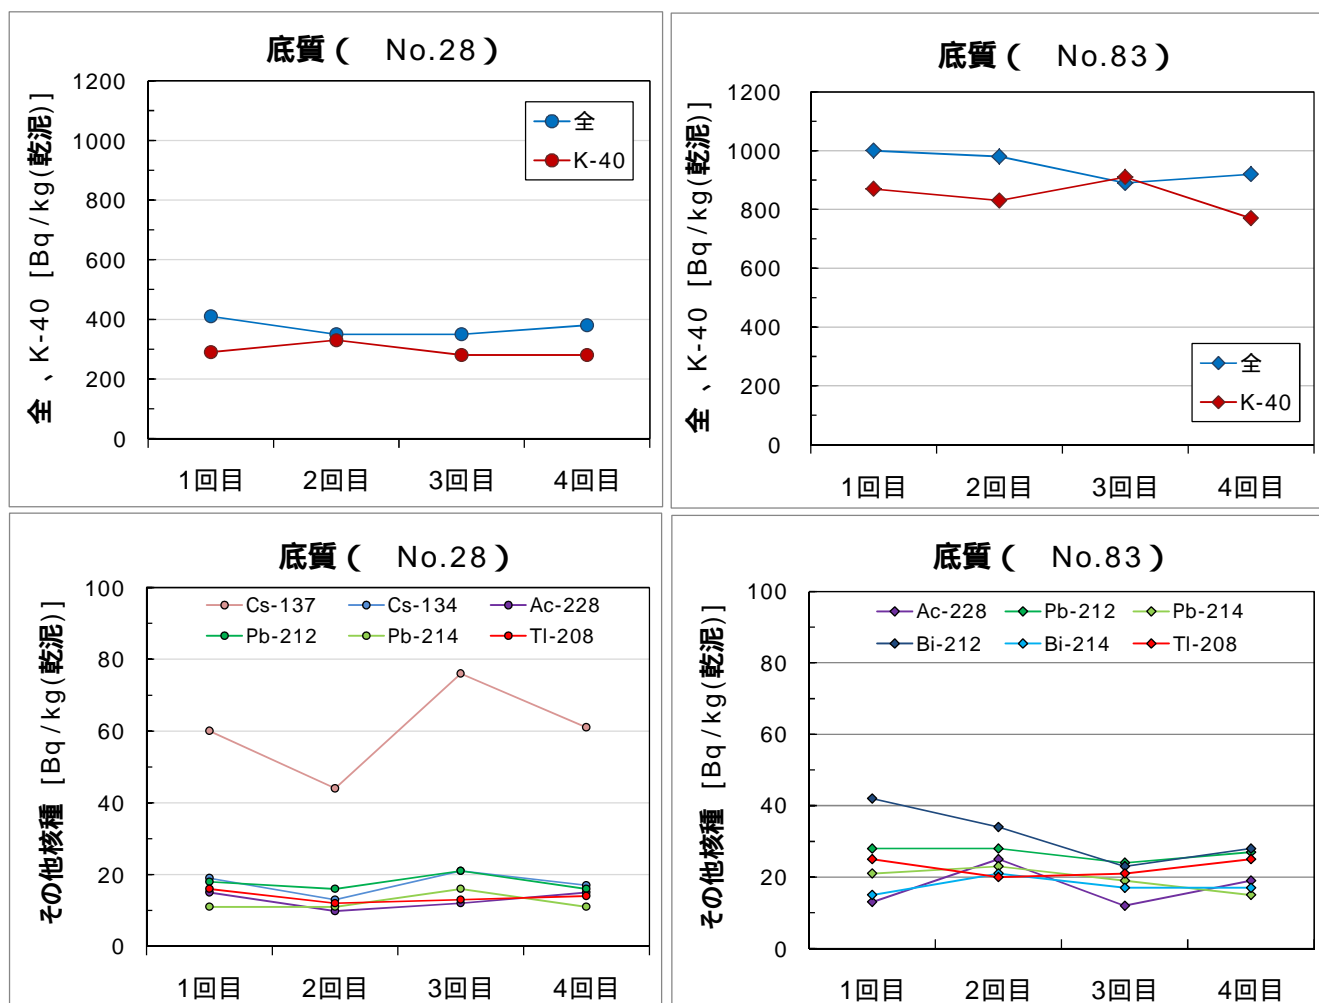 底質( No.28)
全 、K-40 [Bq/kg(乾泥)]
1200
1000
800
600
400
200
0
全
K-40
1回目 2回目 3回目 4回目
底質( No.83)
全 、K-40 [Bq/kg(乾泥)]
1200
1000
800
600
400
200
0
全
K-40
1回目 2回目 3回目 4回目
底質( No.28)
その他核種 [Bq/kg(乾泥)]
100
80
60
40
20
0
Cs-137 Cs-134 Ac-228
Pb-212 Pb-214 Tl-208
1回目 2回目 3回目 4回目
底質( No.83)
その他核種 [Bq/kg(乾泥)]
100
80
60
40
20
0
Ac-228 Pb-212 Pb-214
Bi-212 Bi-214 Tl-208
1回目 2回目 3回目 4回目